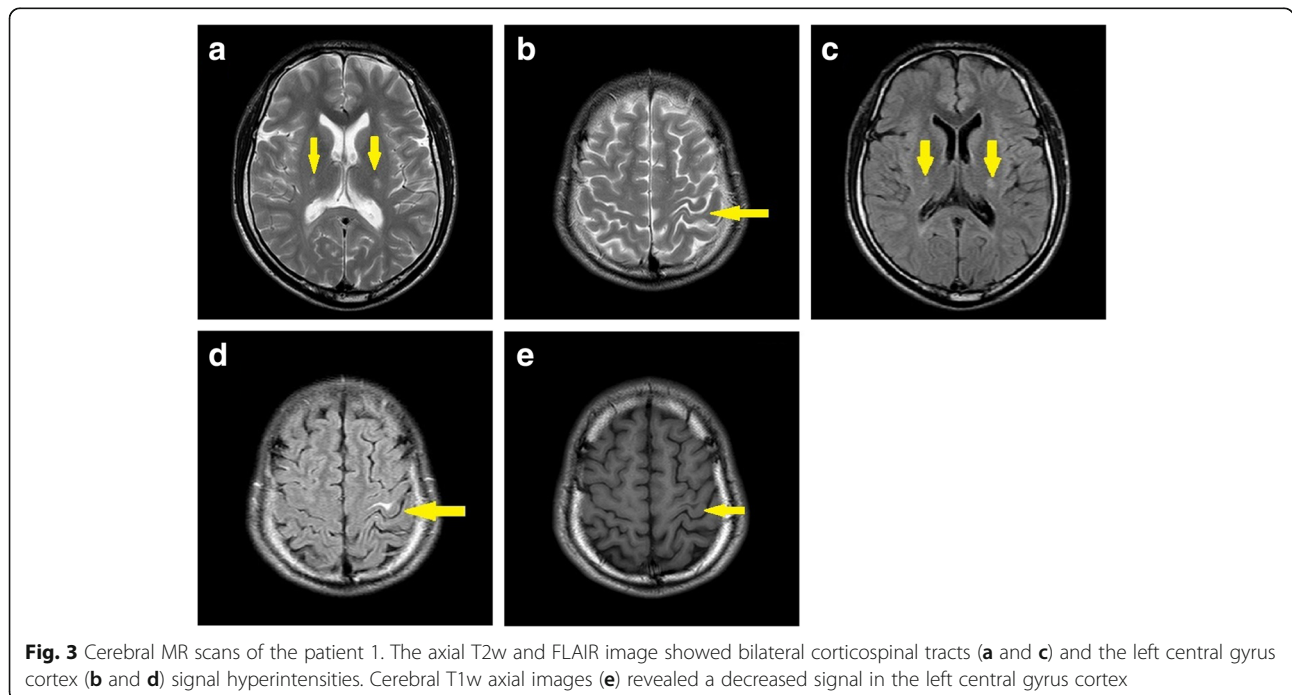 a
b
c
d
e
Fig. 3 Cerebral MR scans of the patient 1. The axial T2w and FLAIR image showed bilateral corticospinal tracts (a and c) and the left central gyrus
cortex (b and d) signal hyperintensities. Cerebral T1w axial images (e) revealed a decreased signal in the left central gyrus cortex